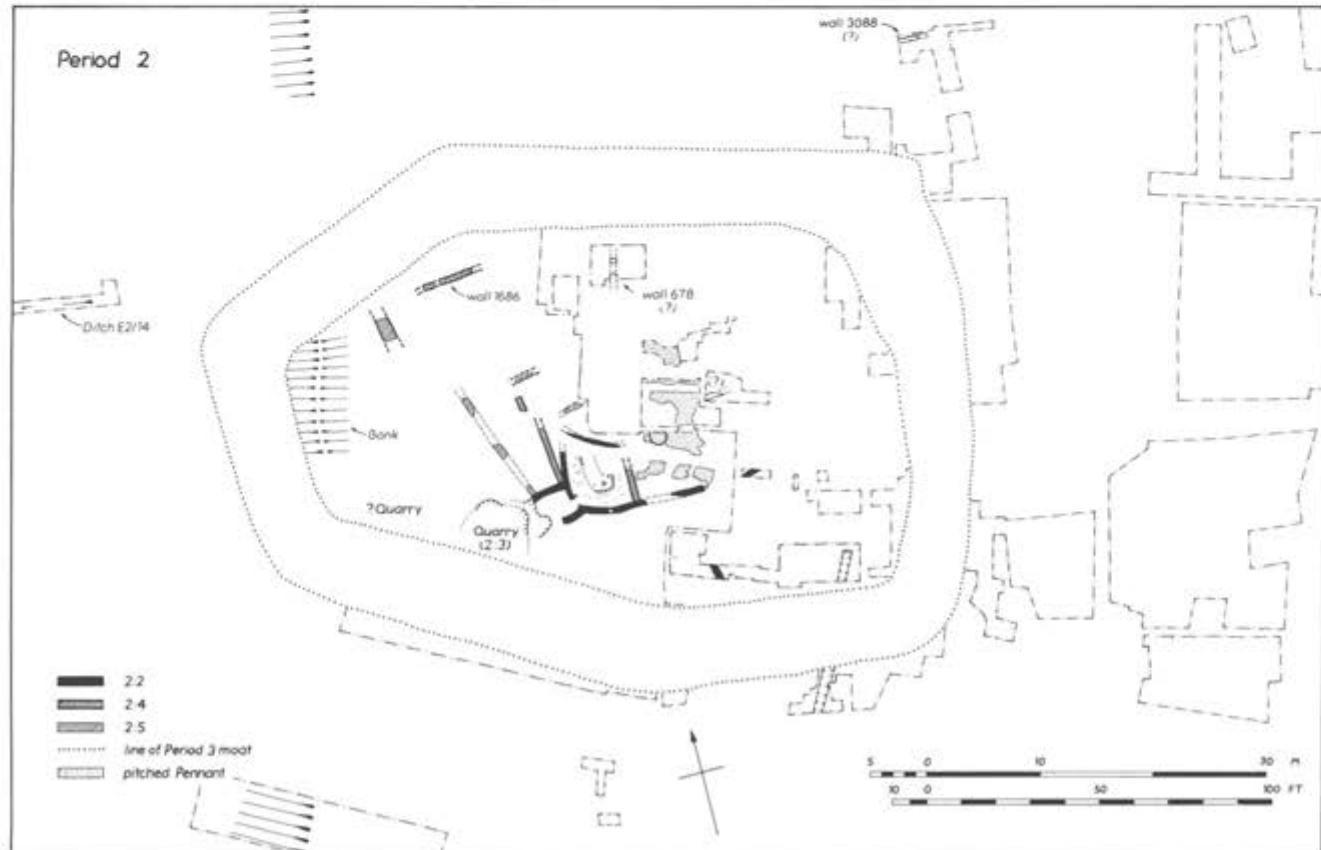 Period 2
wall 3088
(?)
wall 1686
wall 678
(?)
Ditch E2/14
Bank
? Quarry
Quarry
(2.3)
2.2
2.4
2.5
line of Period 3 moat
pitched Pennant
5 0 10 30 M
10 0 50 100 FT